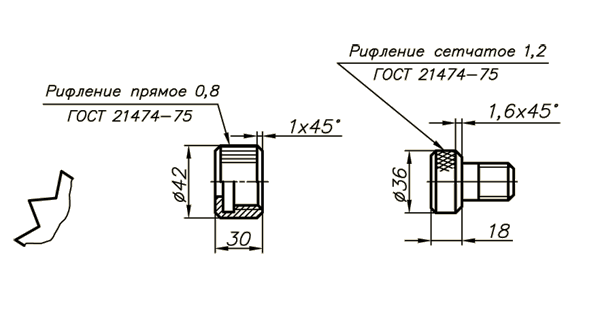 Рифление сетчатое 1,2
ГОСТ 21474–75
Рифление прямое 0,8
ГОСТ 21474–75
1x45°
1,6x45°
ø42
ø36
30
18